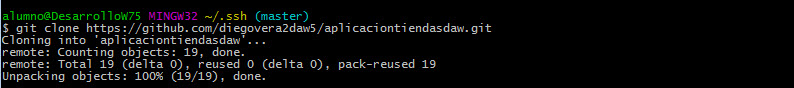 alumno@DesarrolloW75 MINGW32 ~/.ssh (master)
$ git clone https://github.com/diegovera2daw5/aplicaciontiendasdaw.git
Cloning into 'aplicaciontiendasdaw'...
remote: Counting objects: 19, done.
remote: Total 19 (delta 0), reused 0 (delta 0), pack-reused 19
Unpacking objects: 100% (19/19), done.